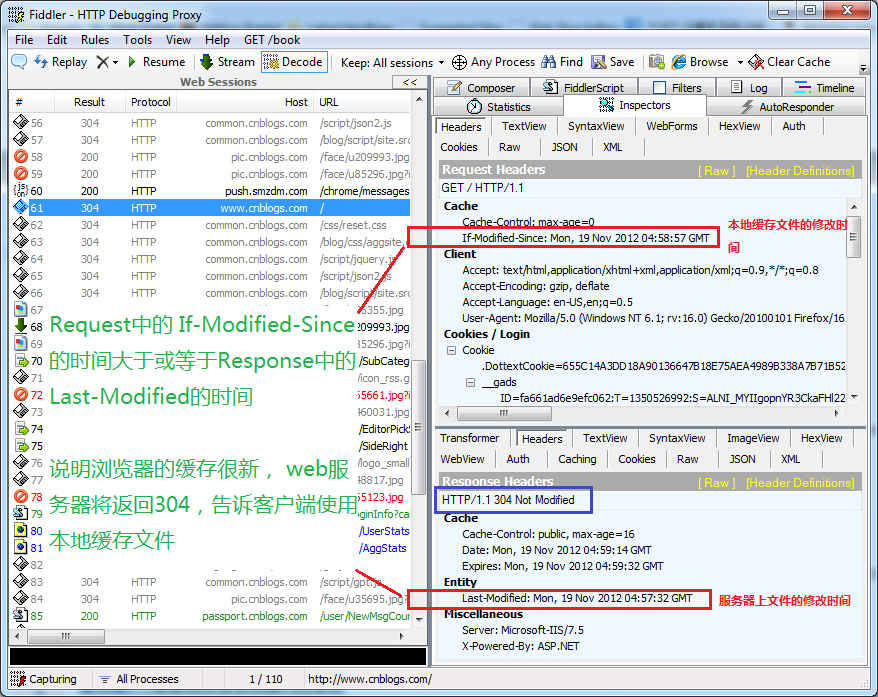 Fiddler - HTTP Debugging Proxy
File Edit Rules Tools View Help GET /book
Replay Resume Stream Decode Keep: All sessions Any Process Find Save Browse Clear Cache
Web Sessions <<
# Result Protocol Host URL
56 304 HTTP common.cnblogs.com /script/json2.js
57 304 HTTP common.cnblogs.com /blog/script/site.src
58 200 HTTP pic.cnblogs.com /face/u209993.jpg
59 200 HTTP pic.cnblogs.com /face/u85296.jpg?i
60 200 HTTP push.smzdm.com /chrome/messages
61 304 HTTP www.cnblogs.com /
62 304 HTTP common.cnblogs.com /css/reset.css
63 304 HTTP common.cnblogs.com /blog/css/aggsite.
64 304 HTTP common.cnblogs.com /script/jquery.js
65 304 HTTP common.cnblogs.com /script/json2.js
66 304 HTTP common.cnblogs.com /blog/script/site.src
67 5355.jpg
68 209993.jpg
69 5296.jpg?i
70 /SubCateg
71 icon_rss.g
72 5661.jpg?i
73 460031.jpg
74 /EditorPickS
75 /SideRight
76 /logo_small
77 48817.jpg
78 65123.jpg
79 ginInfo?ca
80 /UserStats
81 /AggStats
82
83 304 HTTP common.cnblogs.com /script/gpt.js
84 304 HTTP pic.cnblogs.com /face/u35695.jpg?
85 200 HTTP passport.cnblogs.com /user/NewMsgCou
Request中的 If-Modified-Since
的时间大于或等于Response中的
Last-Modified的时间
说明浏览器的缓存很新， web服
务器将返回304，告诉客户端使用
本地缓存文件
Composer FiddlerScript Filters Log Timeline
Statistics Inspectors AutoResponder
Headers TextView SyntaxView WebForms HexView Auth
Cookies Raw JSON XML
Request Headers [ Raw ] [Header Definitions]
GET / HTTP/1.1
Cache
Cache-Control: max-age=0
If-Modified-Since: Mon, 19 Nov 2012 04:58:57 GMT
本地缓存文件的修改时
间
Client
Accept: text/html,application/xhtml+xml,application/xml;q=0.9,*/*;q=0.8
Accept-Encoding: gzip, deflate
Accept-Language: en-US,en;q=0.5
User-Agent: Mozilla/5.0 (Windows NT 6.1; rv:16.0) Gecko/20100101 Firefox/16
Cookies / Login
Cookie
.DottextCookie=655C14A3DD18A90136647B18E75AEA4989B338A7B71B52
__gads
ID=fa661ad6e9efc062:T=1350526992:S=ALNI_MYIIgopnYR3CkaFHl22
Transformer Headers TextView SyntaxView ImageView HexView
WebView Auth Caching Cookies Raw JSON XML
Response Headers [ Raw ] [Header Definitions]
HTTP/1.1 304 Not Modified
Cache
Cache-Control: public, max-age=16
Date: Mon, 19 Nov 2012 04:59:14 GMT
Expires: Mon, 19 Nov 2012 04:59:32 GMT
Entity
Last-Modified: Mon, 19 Nov 2012 04:57:32 GMT
服务器上文件的修改时间
Miscellaneous
Server: Microsoft-IIS/7.5
X-Powered-By: ASP.NET
Capturing All Processes 1 / 110 http://www.cnblogs.com/